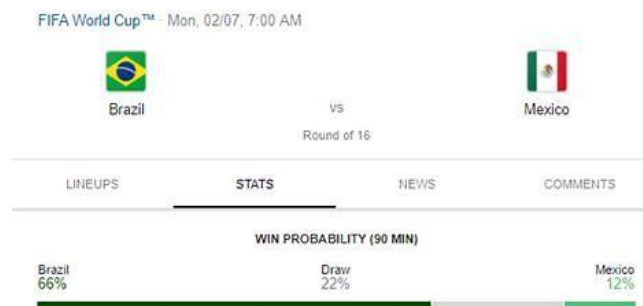 FIFA World Cup™ · Mon, 02/07, 7:00 AM
Brazil vs Mexico
Round of 16
LINEUPS STATS NEWS COMMENTS
WIN PROBABILITY (90 MIN)
Brazil Draw Mexico
66% 22% 12%